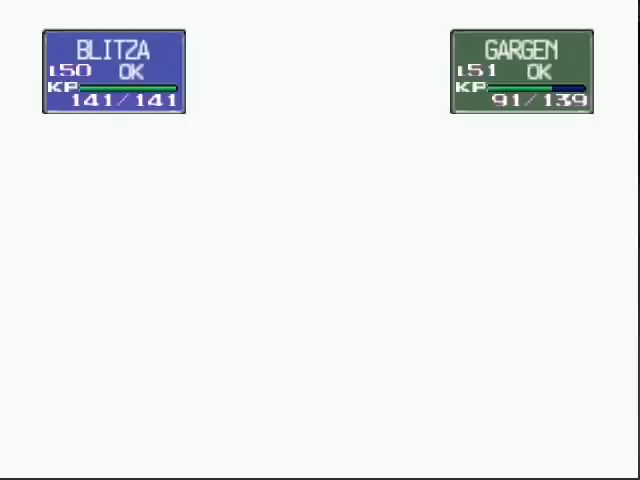 BLITZA
L50 OK
KP
141/141
GARGEN
L51 OK
KP
91/139